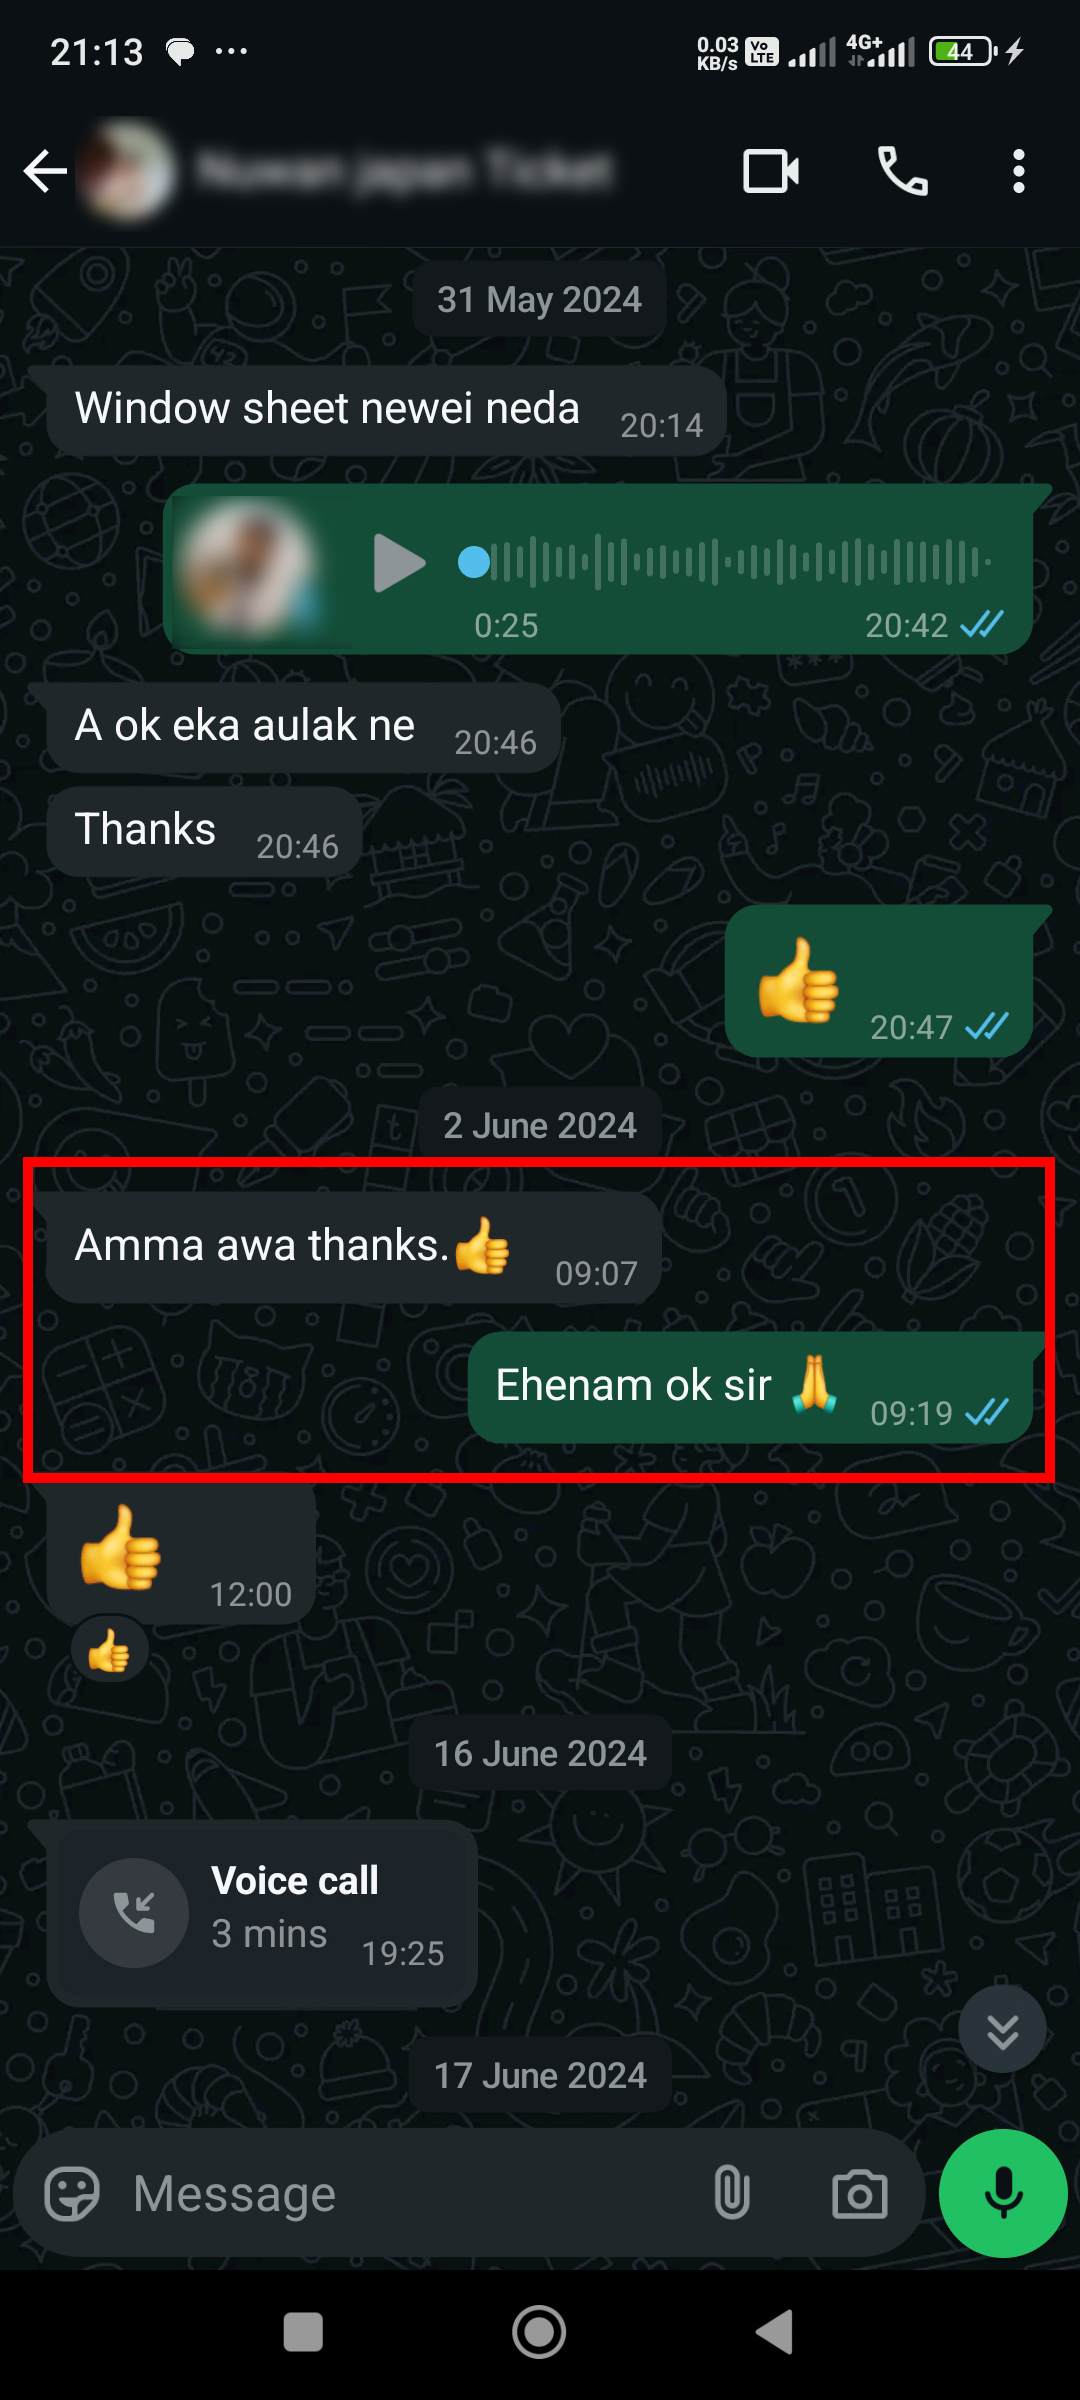 21:13
0.03
KB/s
Vo
LTE
4G+
44
31 May 2024
Window sheet newei neda 20:14
0:25 20:42
A ok eka aulak ne 20:46
Thanks 20:46
👍 20:47
2 June 2024
Amma awa thanks.👍 09:07
Ehenam ok sir 🙏 09:19
👍 12:00
👍
16 June 2024
Voice call
3 mins 19:25
17 June 2024
Message